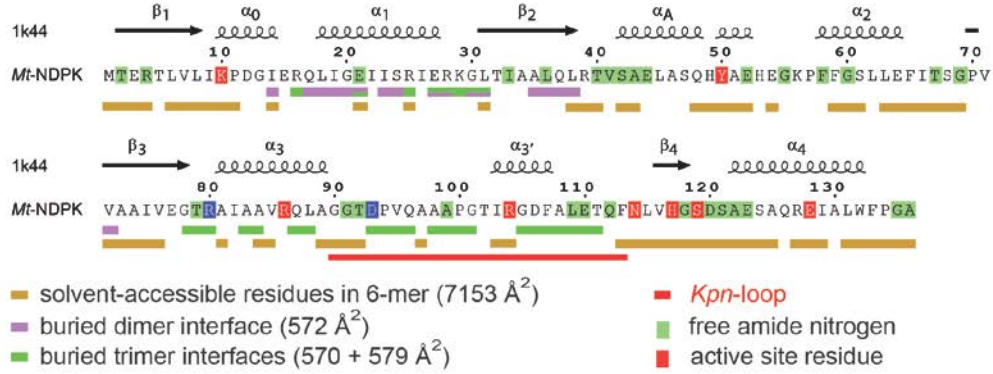 β1 α0 α1 β2 αA α2
1k44
10 20 30 40 50 60 70
Mt-NDPK MTERTLVLIKPDGIERQLIGEIISRIERKGLTIAALQLRTVSAELASQHYAEHEGKPFFGSLLEFITSGPV
β3 α3 α3' β4 α4
1k44
80 90 100 110 120 130
Mt-NDPK VAAIVEGTRAIAAVRQLAGGTDPVQAAAPGTIRGDFALETQFNLVHGSDSAESAQREIALWFPGA
solvent-accessible residues in 6-mer (7153 Å²) Kpn-loop
buried dimer interface (572 Å²) free amide nitrogen
buried trimer interfaces (570 + 579 Å²) active site residue